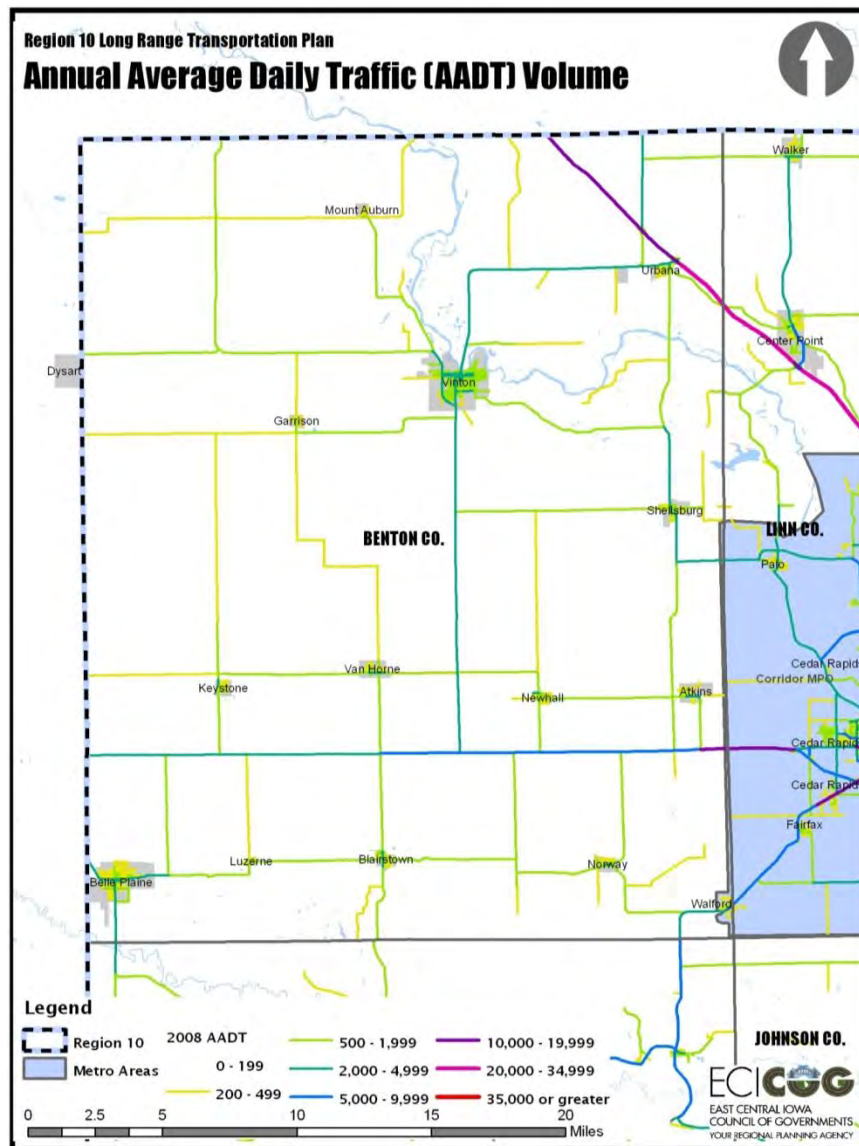 Region 10 Long Range Transportation Plan
Annual Average Daily Traffic (AADT) Volume
Walker
Mount Auburn
Urbana
Center Point
Dysart
Vinton
Garrison
Shellsburg
BENTON CO.
LINN CO.
Palo
Cedar Rapid
Van Horne
Corridor MPO
Keystone
Newhall
Atkins
Cedar Rapid
Cedar Rapid
Fairfax
Luzerne
Blairstown
Norway
Belle Plaine
Walford
Legend
Region 10
Metro Areas
2008 AADT
0 - 199
200 - 499
500 - 1,999
2,000 - 4,999
5,000 - 9,999
10,000 - 19,999
20,000 - 34,999
35,000 or greater
JOHNSON CO.
ECICOG
EAST CENTRAL IOWA
COUNCIL OF GOVERNMENTS
YOUR REGIONAL PLANNING AGENCY
0 2.5 5 10 15 20
Miles